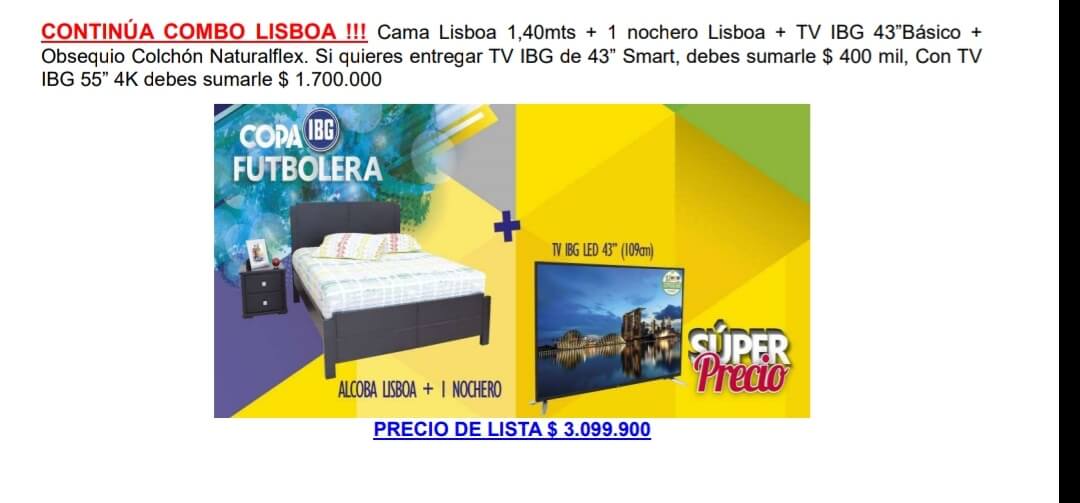 CONTINÚA COMBO LISBOA !!! Cama Lisboa 1,40mts + 1 nochero Lisboa + TV IBG 43”Básico +
Obsequio Colchón Naturalflex. Si quieres entregar TV IBG de 43” Smart, debes sumarle $ 400 mil, Con TV
IBG 55” 4K debes sumarle $ 1.700.000
COPA IBG
FUTBOLERA
+
TV IBG LED 43” (109cm)
SÚPER
Precio
ALCOBA LISBOA + 1 NOCHERO
PRECIO DE LISTA $ 3.099.900